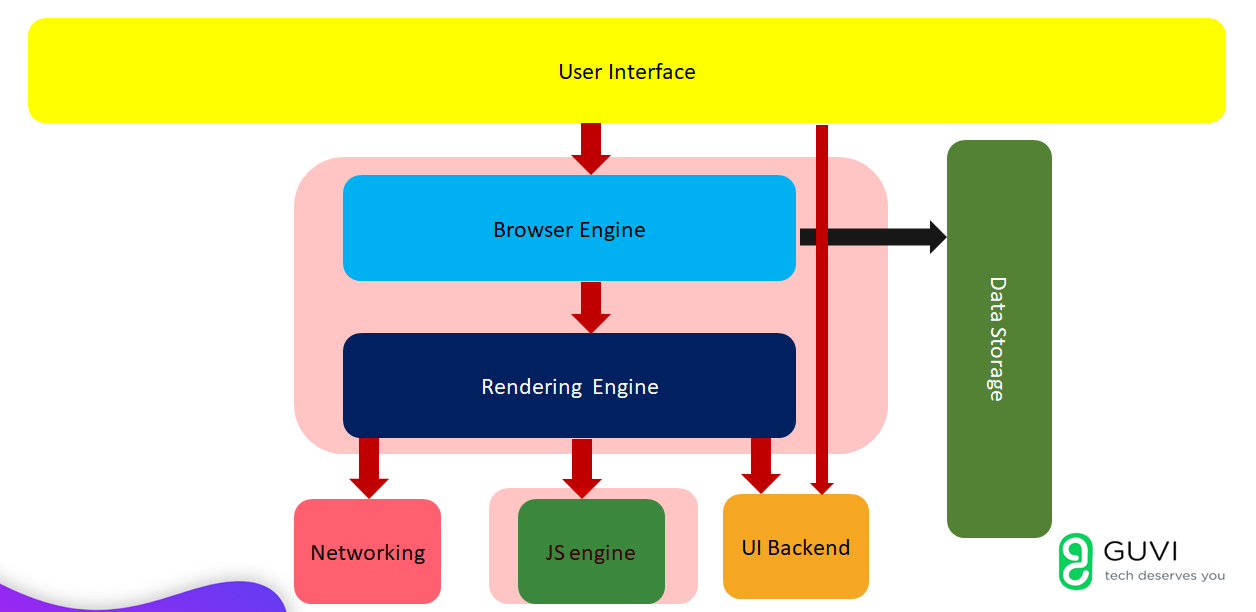 User Interface
Browser Engine
Data Storage
Rendering Engine
Networking
JS engine
UI Backend
GUVI
tech deserves you